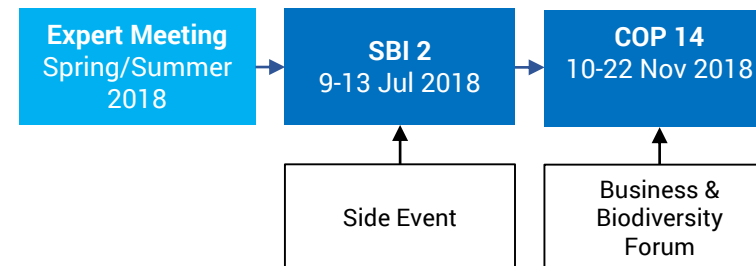 Expert Meeting
Spring/Summer
2018
SBI 2
9-13 Jul 2018
COP 14
10-22 Nov 2018
Side Event
Business &
Biodiversity
Forum